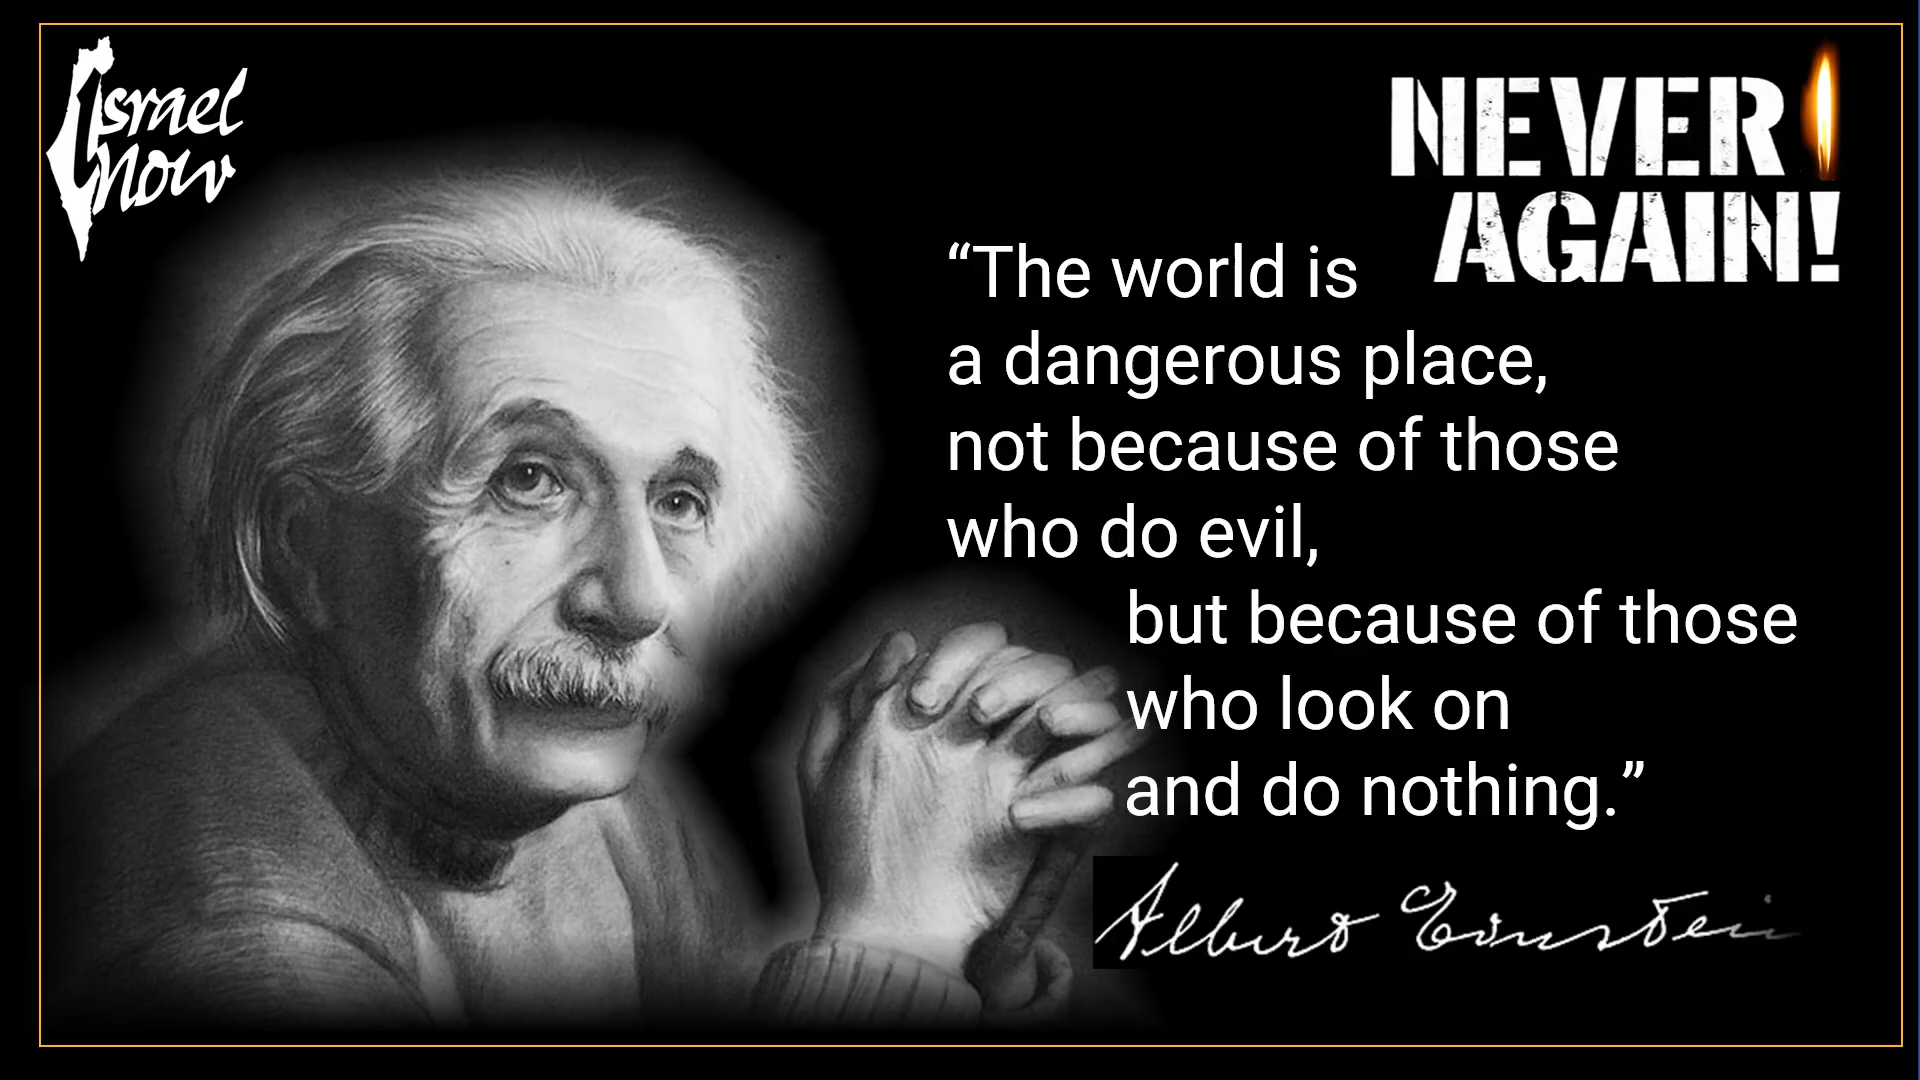 Israel
Now
NEVER
AGAIN!
“The world is
a dangerous place,
not because of those
who do evil,
but because of those
who look on
and do nothing.”
Albert Einstein